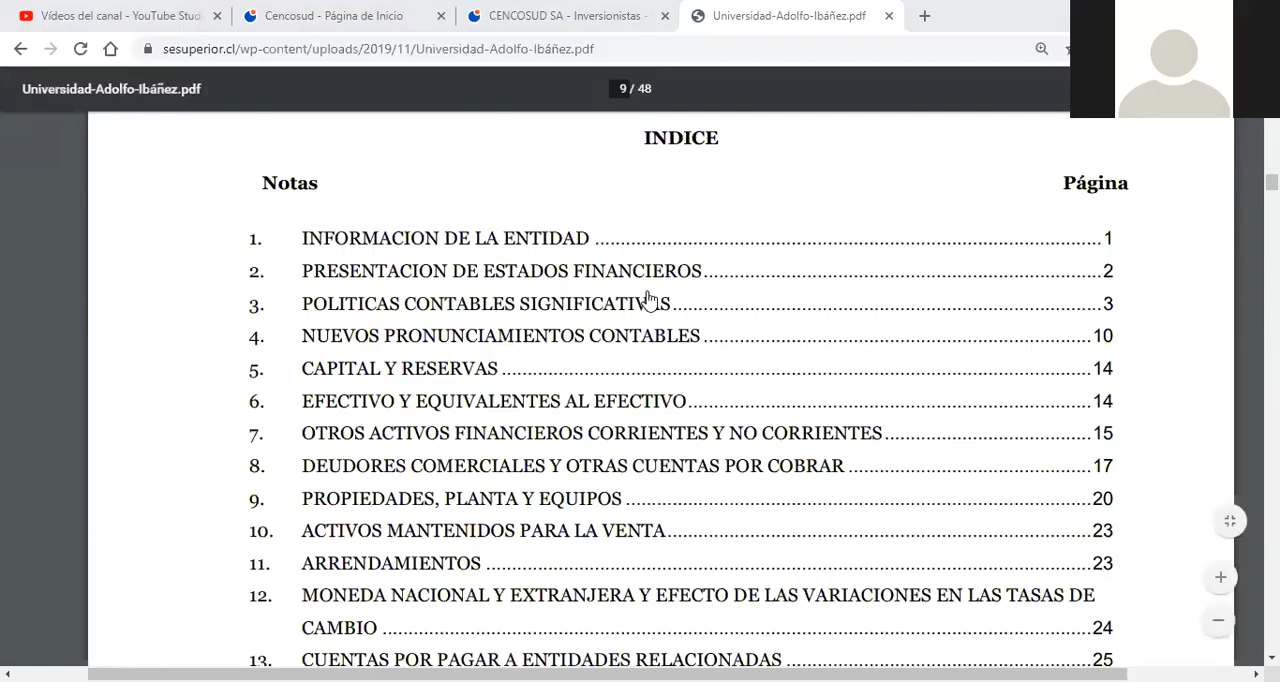 Vídeos del canal - YouTube Stud
Cencosud - Página de Inicio
CENCOSUD SA - Inversionistas -
Universidad-Adolfo-Ibáñez.pdf
sesuperior.cl/wp-content/uploads/2019/11/Universidad-Adolfo-Ibáñez.pdf
Universidad-Adolfo-Ibáñez.pdf
9 / 48
INDICE
Notas Página
1. INFORMACION DE LA ENTIDAD ........ 1
2. PRESENTACION DE ESTADOS FINANCIEROS ........ 2
3. POLITICAS CONTABLES SIGNIFICATIVAS ........ 3
4. NUEVOS PRONUNCIAMIENTOS CONTABLES ........ 10
5. CAPITAL Y RESERVAS ........ 14
6. EFECTIVO Y EQUIVALENTES AL EFECTIVO ........ 14
7. OTROS ACTIVOS FINANCIEROS CORRIENTES Y NO CORRIENTES ........ 15
8. DEUDORES COMERCIALES Y OTRAS CUENTAS POR COBRAR ........ 17
9. PROPIEDADES, PLANTA Y EQUIPOS ........ 20
10. ACTIVOS MANTENIDOS PARA LA VENTA ........ 23
11. ARRENDAMIENTOS ........ 23
12. MONEDA NACIONAL Y EXTRANJERA Y EFECTO DE LAS VARIACIONES EN LAS TASAS DE
CAMBIO ........ 24
13. CUENTAS POR PAGAR A ENTIDADES RELACIONADAS ........ 25